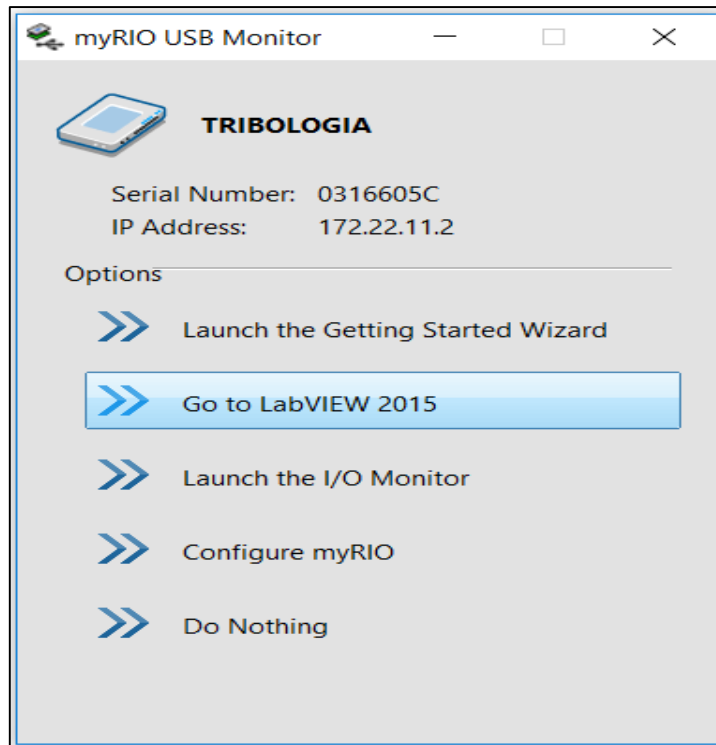 myRIO USB Monitor
TRIBOLOGIA
Serial Number: 0316605C
IP Address: 172.22.11.2
Options
Launch the Getting Started Wizard
Go to LabVIEW 2015
Launch the I/O Monitor
Configure myRIO
Do Nothing